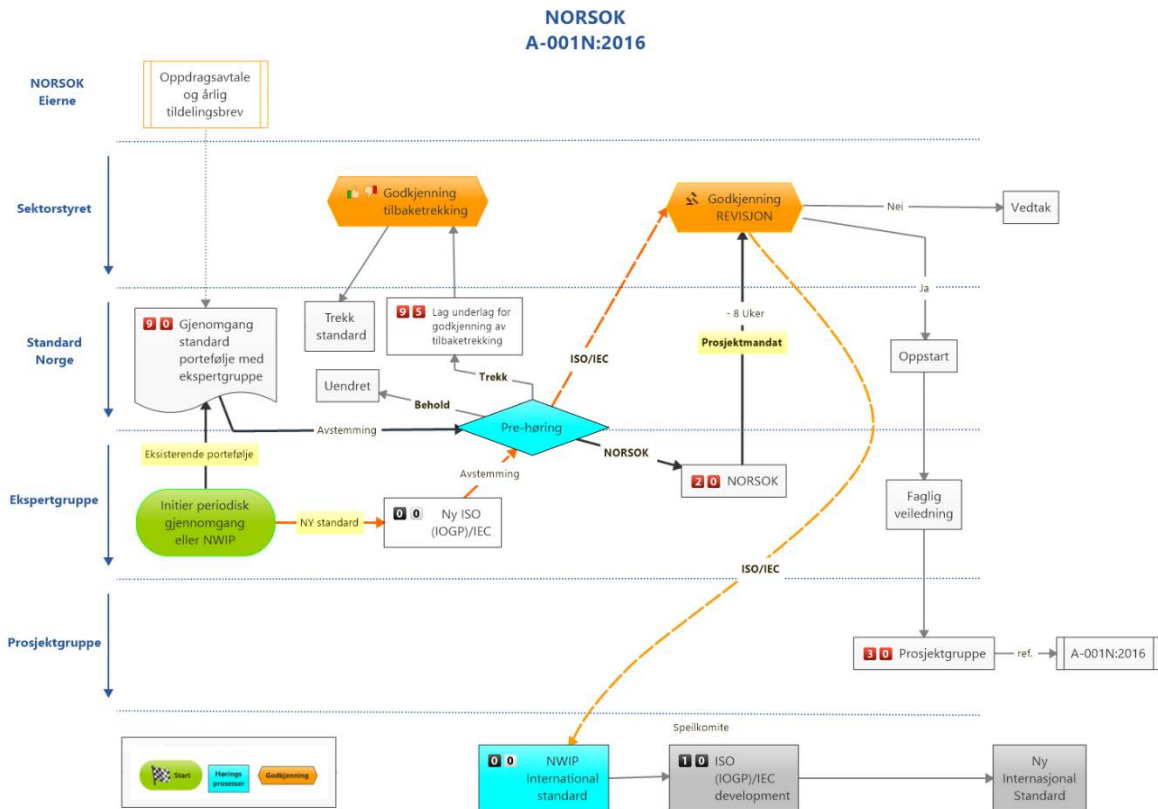 NORSOK
A-001N:2016
NORSOK
Eierne
Oppdragsavtale
og årlig
tildelingsbrev
Sektorstyret
Godkjenning
tilbaketrekking
Godkjenning
REVISJON
Nei
Vedtak
Ja
Standard
Norge
9 0 Gjenomgang
standard
portefølje med
ekspertgruppe
Trekk
standard
9 5 Lag underlag for
godkjenning av
tilbaketrekking
ISO/IEC
- 8 Uker
Prosjektmandat
Oppstart
Uendret
Trekk
Behold
Pre-høring
Avstemming
NORSOK
Eksisterende portefølje
Avstemming
2 0 NORSOK
Ekspertgruppe
Initier periodisk
gjennomgang
eller NWIP
NY standard
0 0 Ny ISO
(IOGP)/IEC
Faglig
veiledning
ISO/IEC
Prosjektgruppe
3 0 Prosjektgruppe
ref.
A-001N:2016
Speilkomite
Start
Hørings
prosesser
Godkjenning
0 0 NWIP
International
standard
1 0 ISO
(IOGP)/IEC
development
Ny
Internasjonal
Standard